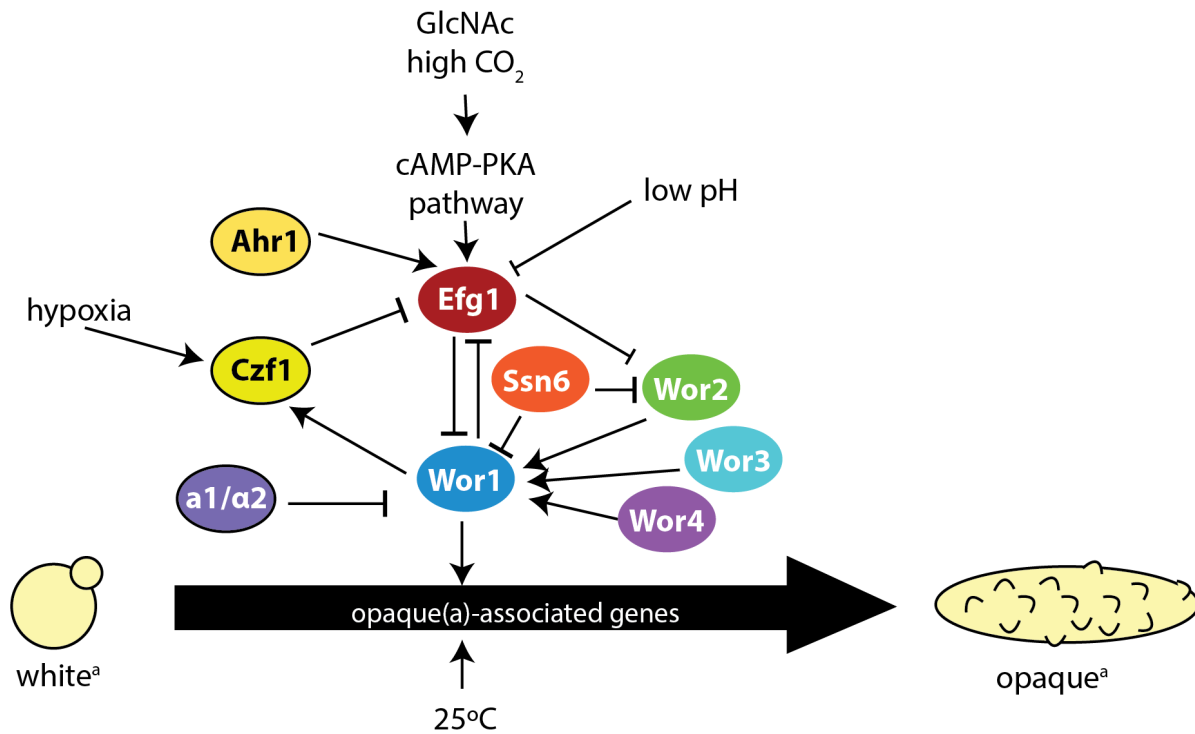 GlcNAc
high CO₂
cAMP-PKA
pathway
low pH
Ahr1
Efg1
hypoxia
Czf1
Ssn6
Wor2
Wor3
Wor1
a1/α2
Wor4
opaque(a)-associated genes
whiteᵃ
opaqueᵃ
25ºC